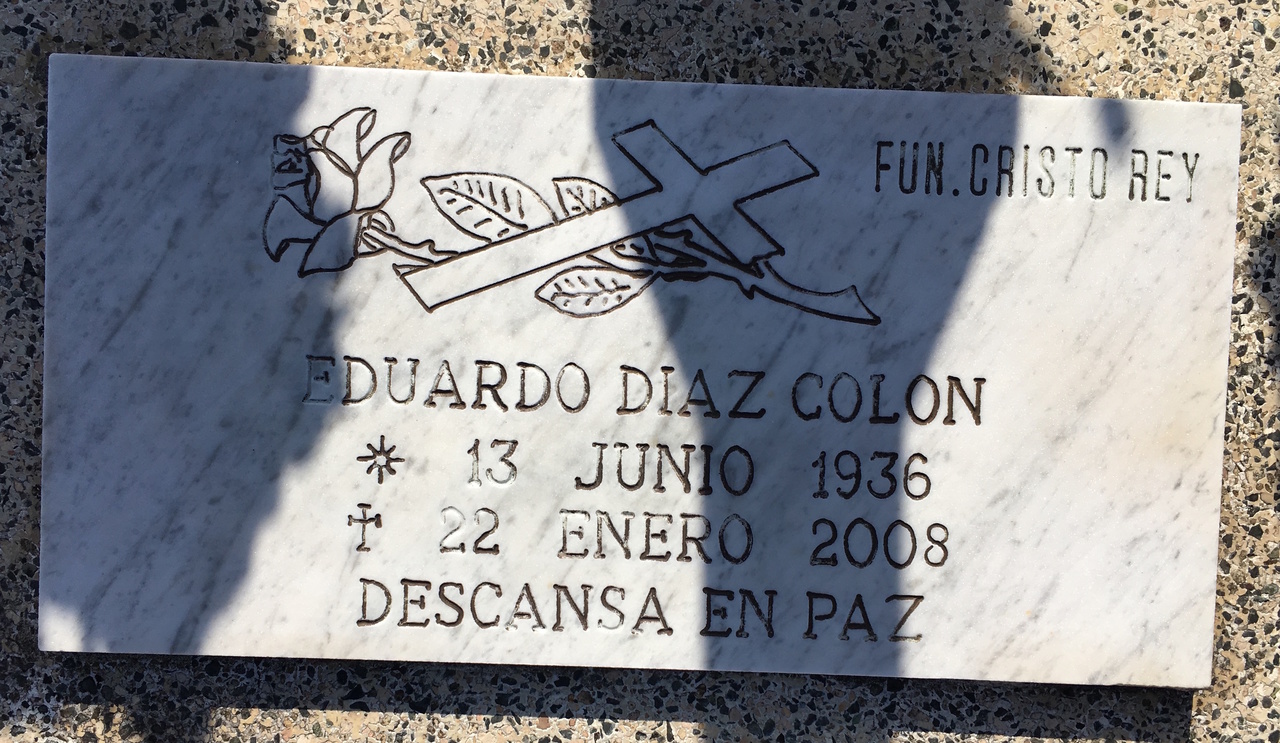 FUN. CRISTO REY
EDUARDO DIAZ COLON
13 JUNIO 1936
22 ENERO 2008
DESCANSA EN PAZ